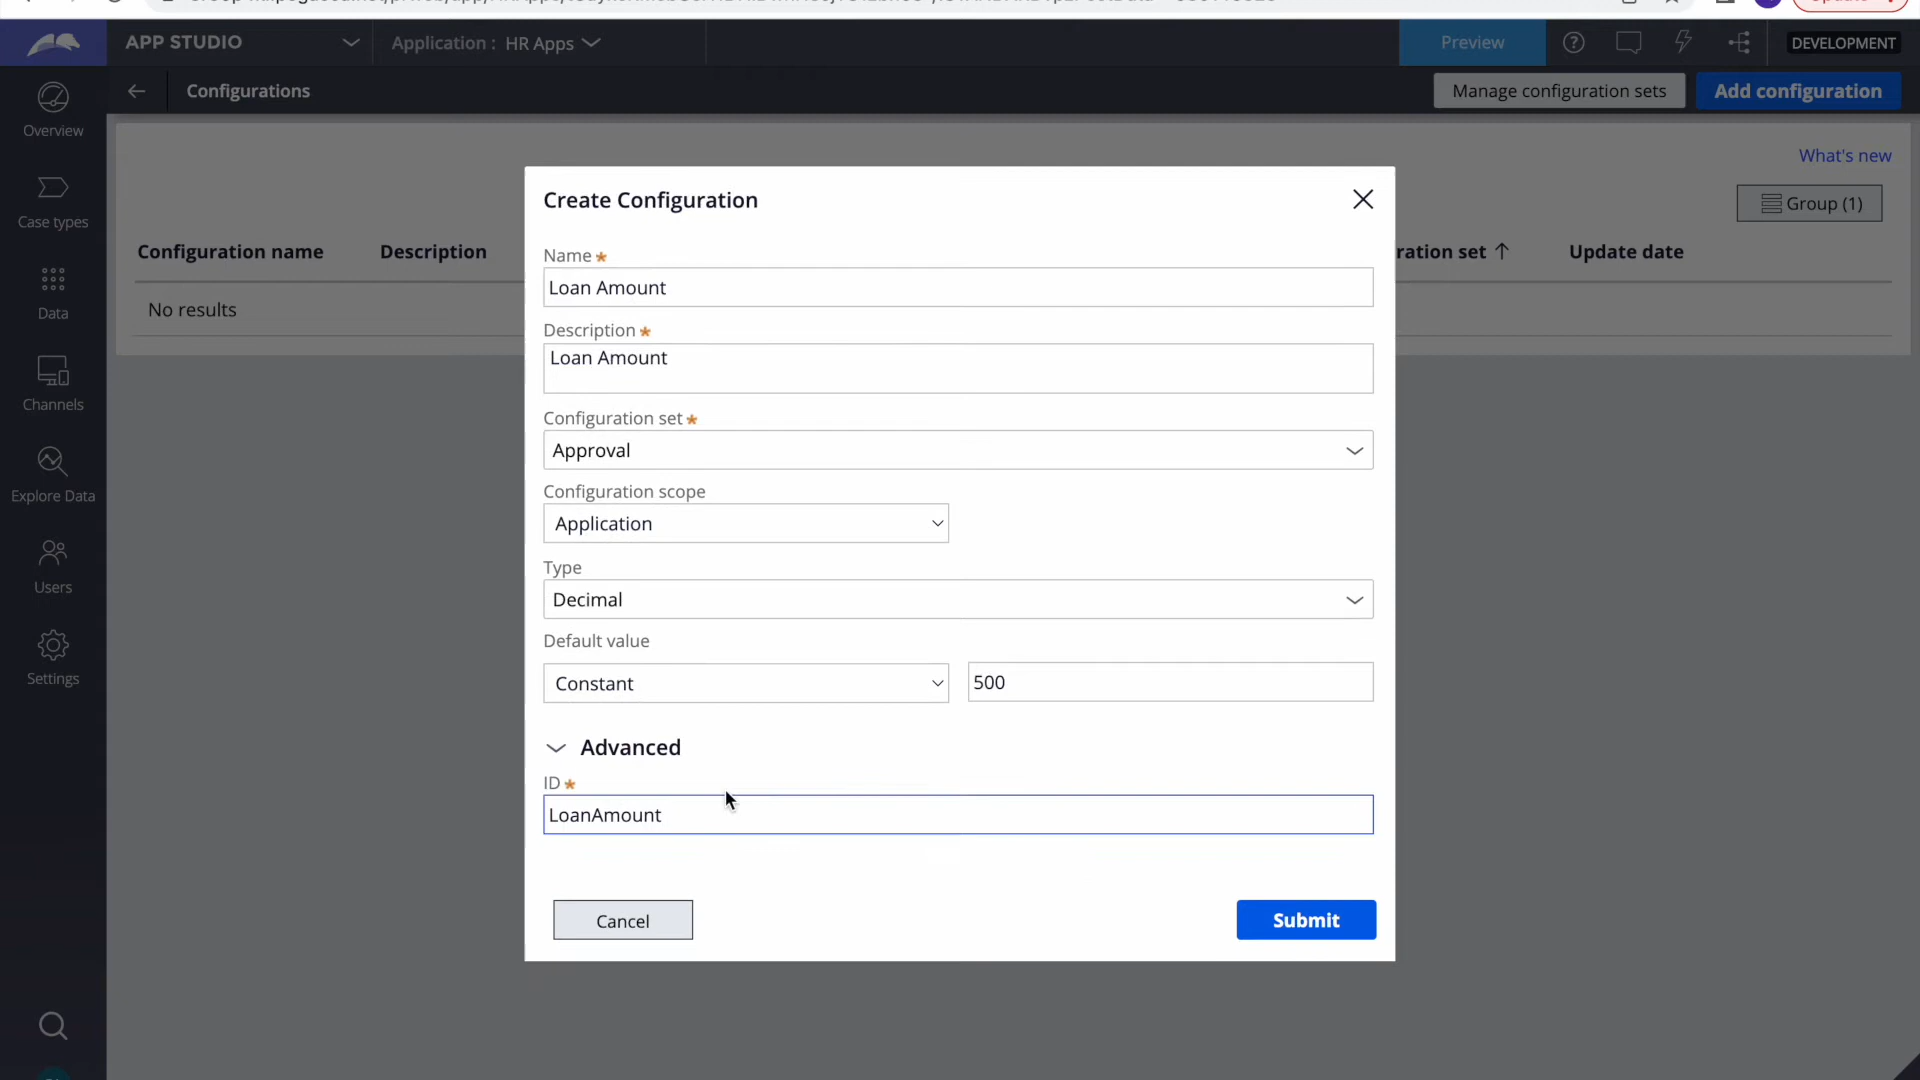 APP STUDIO
Application : HR Apps
Preview
DEVELOPMENT
Configurations
Manage configuration sets
Add configuration
Overview
What's new
Case types
Group (1)
Configuration name
Description
ration set
Update date
No results
Data
Channels
Explore Data
Users
Settings
Create Configuration
Name *
Loan Amount
Description *
Loan Amount
Configuration set *
Approval
Configuration scope
Application
Type
Decimal
Default value
Constant
500
Advanced
ID *
LoanAmount
Cancel
Submit